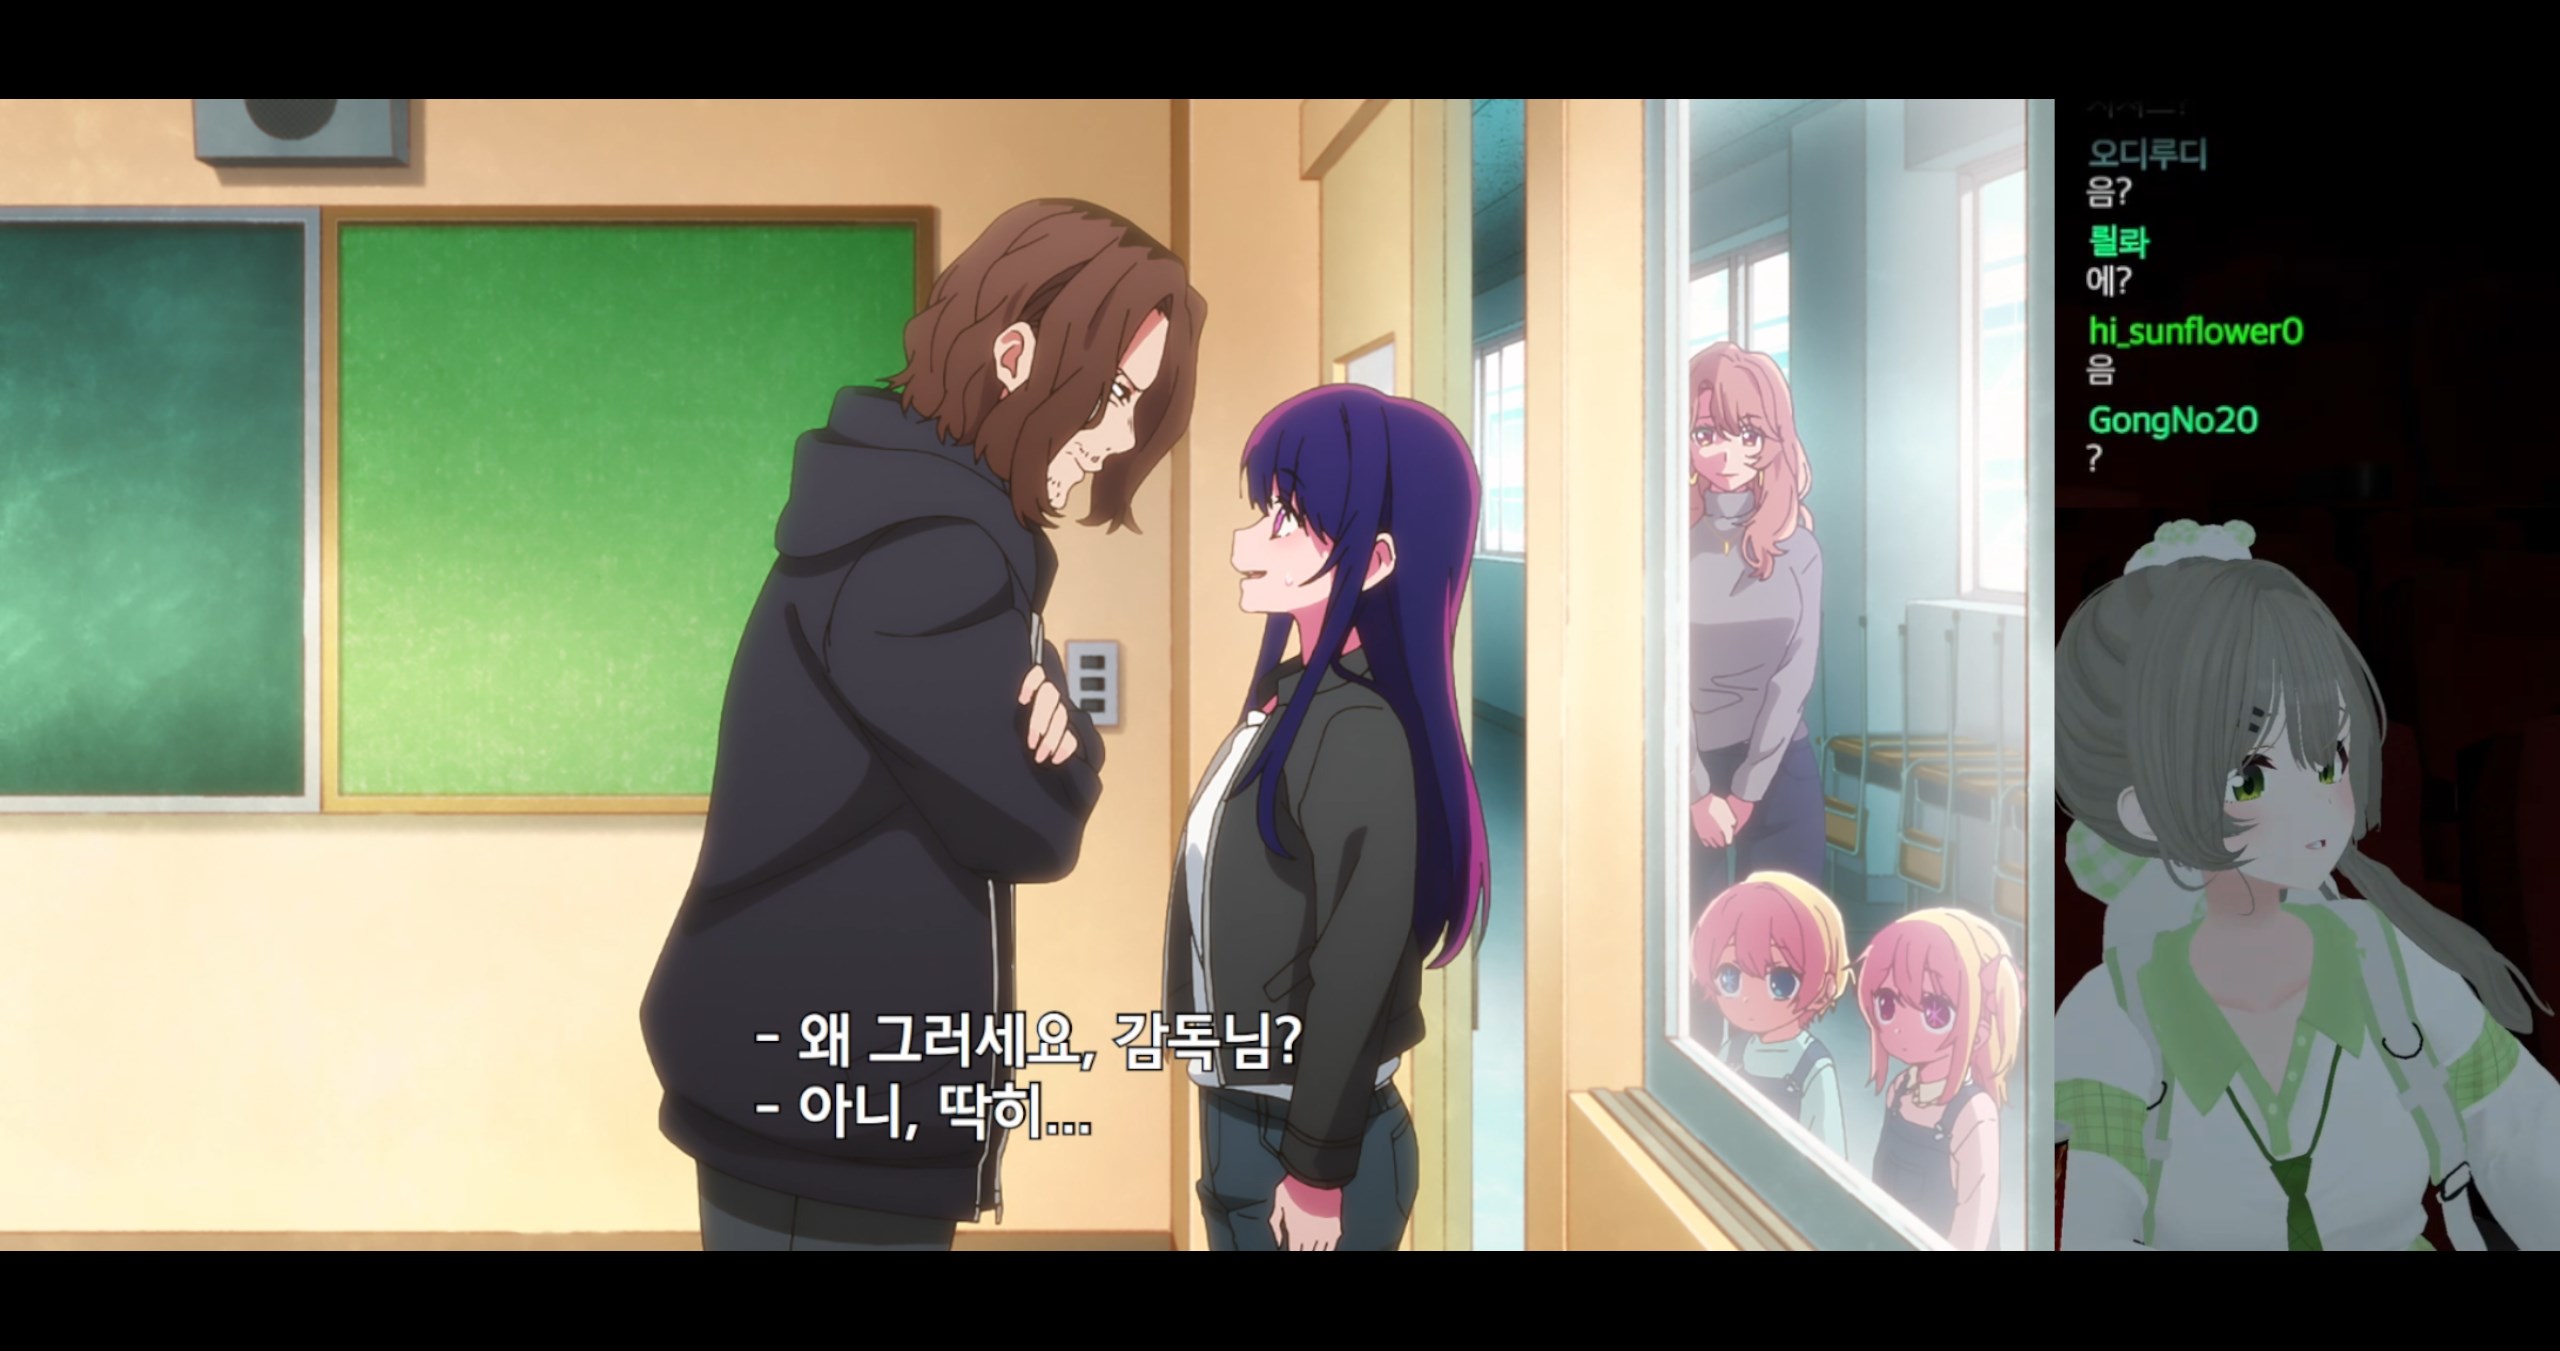 - 왜 그러세요, 감독님?
- 아니, 딱히...
오디루디
음?
뤌롸
에?
hi_sunflower0
음
GongNo20
?